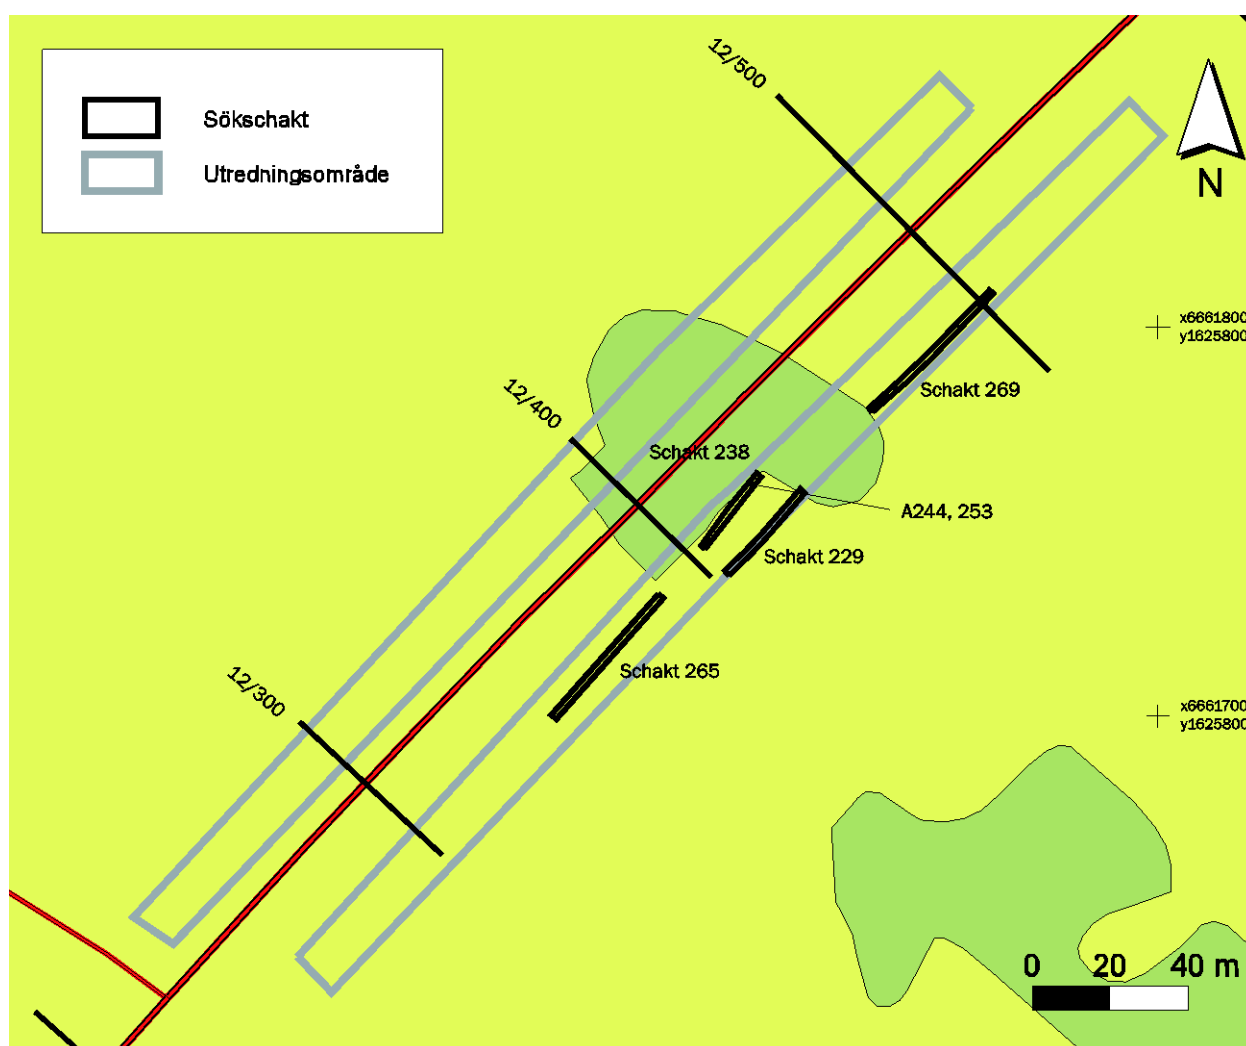 Sökschakt
Utredningsområde
12/500
N
x6661800
y1625800
12/400
Schakt 269
Schakt 238
A244, 253
Schakt 229
12/300
Schakt 265
x6661700
y1625800
0 20 40 m